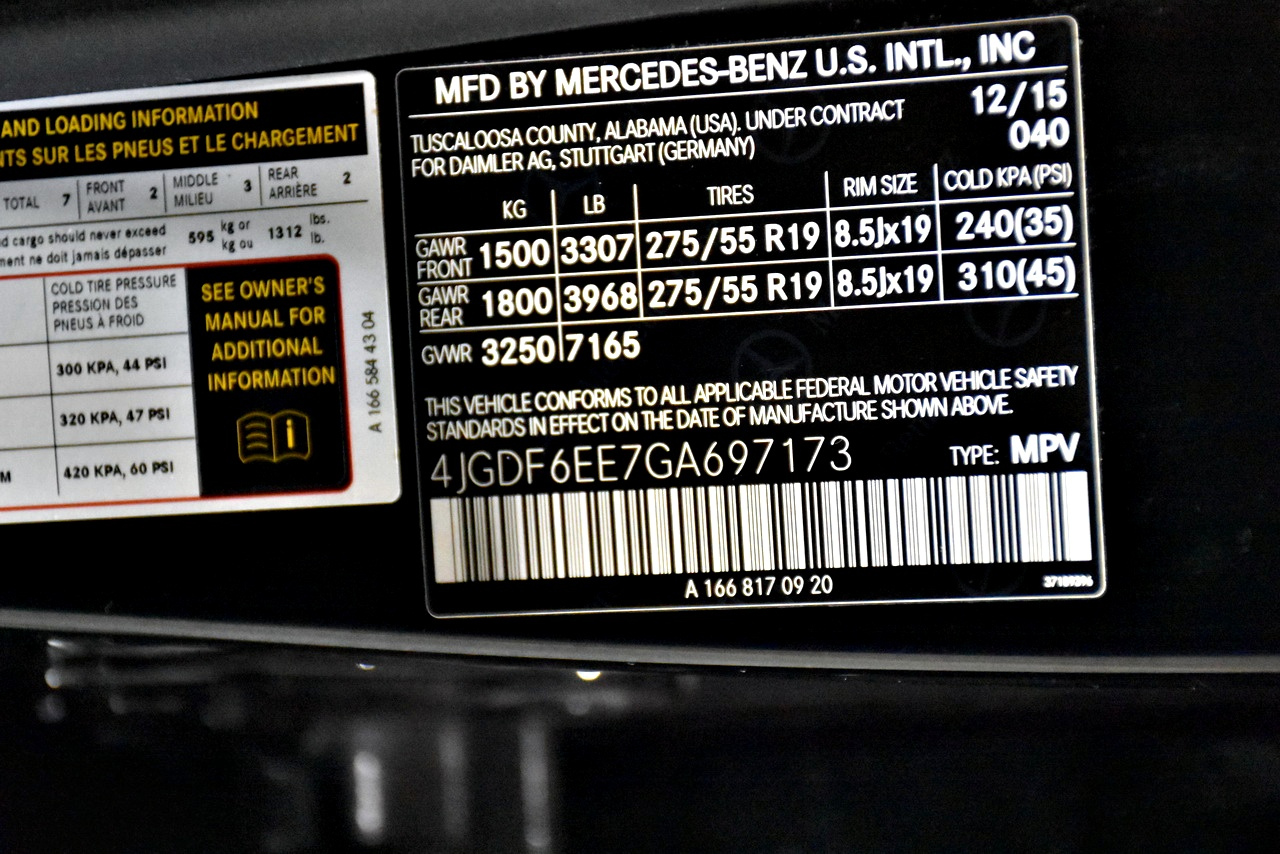 AND LOADING INFORMATION
NTS SUR LES PNEUS ET LE CHARGEMENT
TOTAL 7 FRONT AVANT 2 MIDDLE MILIEU 3 REAR ARRIÈRE 2
d cargo should never exceed 595 kg or 1312 lbs.
ment ne doit jamais dépasser kg ou lb.
COLD TIRE PRESSURE
PRESSION DES
PNEUS À FROID
300 KPA, 44 PSI
320 KPA, 47 PSI
M 420 KPA, 60 PSI
SEE OWNER'S
MANUAL FOR
ADDITIONAL
INFORMATION
i
A 166 584 43 04
MFD BY MERCEDES-BENZ U.S. INTL., INC
TUSCALOOSA COUNTY, ALABAMA (USA). UNDER CONTRACT 12/15
FOR DAIMLER AG, STUTTGART (GERMANY) 040
KG LB TIRES RIM SIZE COLD KPA(PSI)
GAWR FRONT 1500 3307 275/55 R19 8.5Jx19 240(35)
GAWR REAR 1800 3968 275/55 R19 8.5Jx19 310(45)
GVWR 3250 7165
THIS VEHICLE CONFORMS TO ALL APPLICABLE FEDERAL MOTOR VEHICLE SAFETY
STANDARDS IN EFFECT ON THE DATE OF MANUFACTURE SHOWN ABOVE.
4JGDF6EE7GA697173 TYPE: MPV
A 166 817 09 20